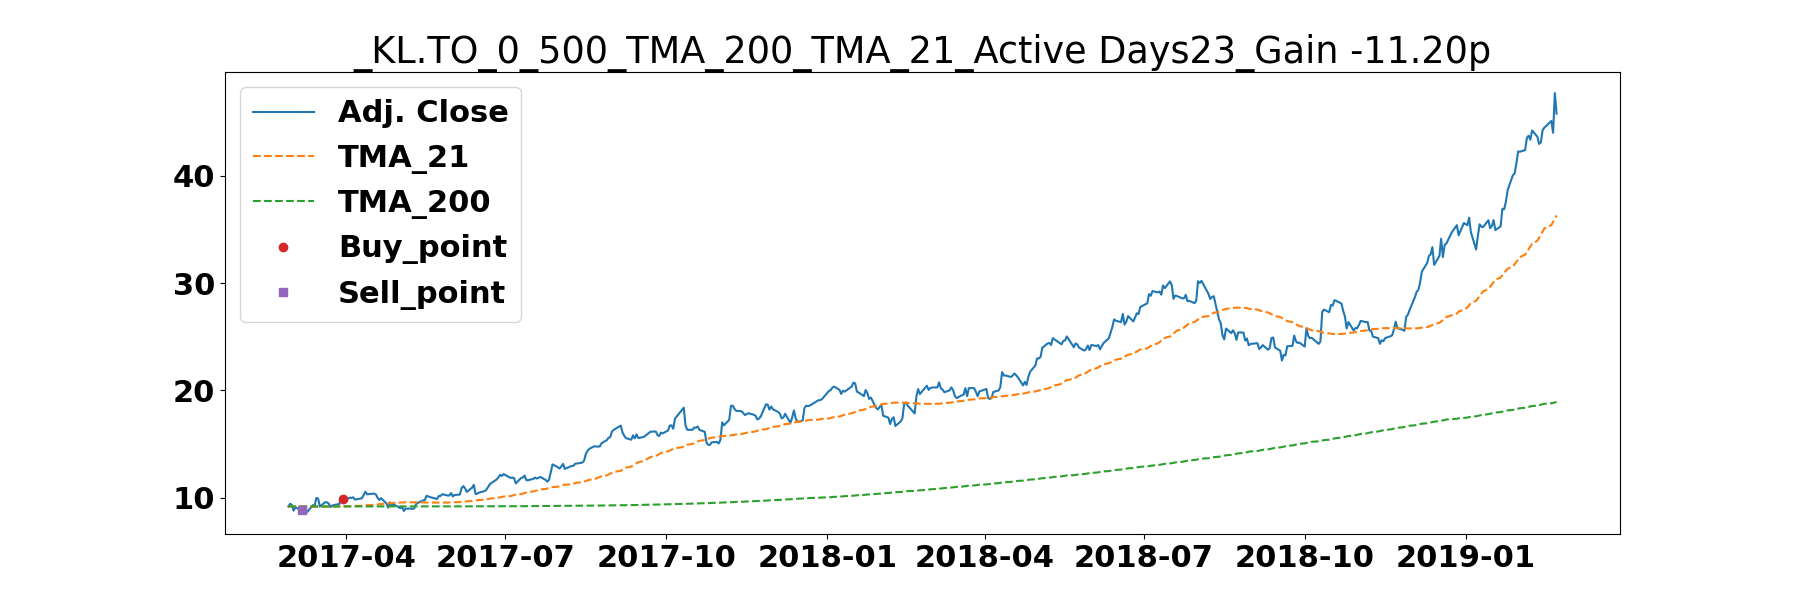 _KL.TO_0_500_TMA_200_TMA_21_Active Days23_Gain -11.20p
Adj. Close
TMA_21
TMA_200
Buy_point
Sell_point
40
30
20
10
2017-04 2017-07 2017-10 2018-01 2018-04 2018-07 2018-10 2019-01